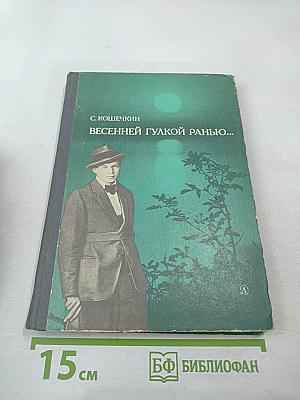 С. КОШЕЧКИН
ВЕСЕННЕЙ ГУЛКОЙ РАНЬЮ...
15 см
БФ БИБЛИОФАН